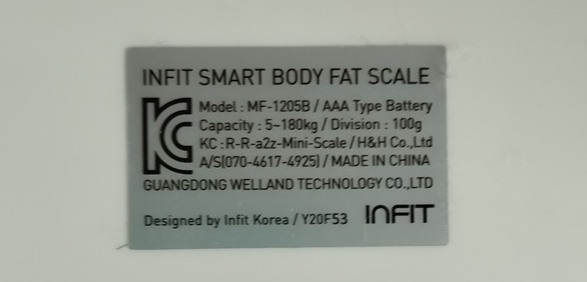 INFIT SMART BODY FAT SCALE
Model : MF-1205B / AAA Type Battery
Capacity : 5~180kg / Division : 100g
KC : R-R-a2z-Mini-Scale / H&H Co.,Ltd
A/S(070-4617-4925) / MADE IN CHINA
GUANGDONG WELLAND TECHNOLOGY CO.,LTD
Designed by Infit Korea / Y20F53 INFIT